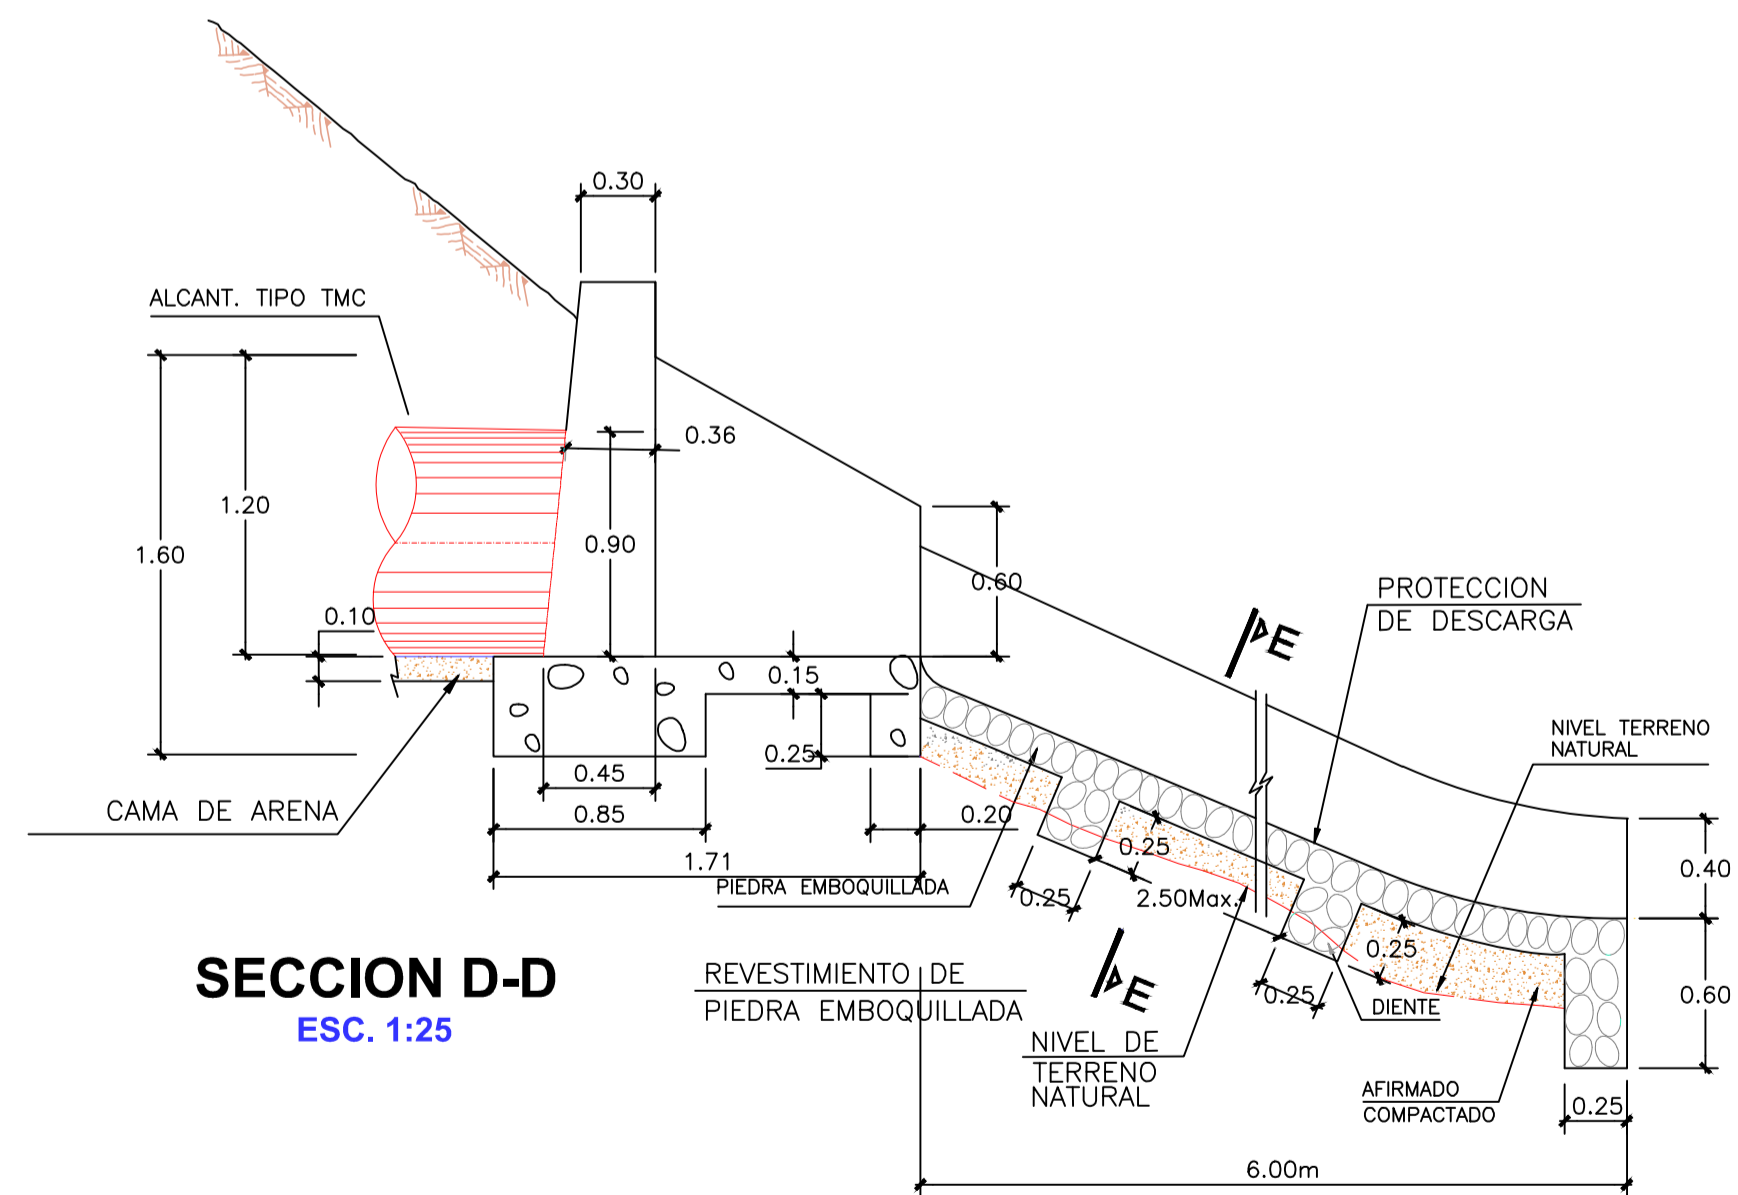 0.30
ALCANT. TIPO TMC
0.36
1.20
1.60
0.90
0.60
0.10
0.15
0.25
PROTECCION
DE DESCARGA
E
NIVEL TERRENO
NATURAL
0.45
0.85
0.20
1.71
CAMA DE ARENA
PIEDRA EMBOQUILLADA
0.25
0.25
2.50Max.
0.40
0.25
0.25
0.60
DIENTE
SECCION D-D
ESC. 1:25
REVESTIMIENTO DE
PIEDRA EMBOQUILLADA
E
NIVEL DE
TERRENO
NATURAL
AFIRMADO
COMPACTADO
0.25
6.00m